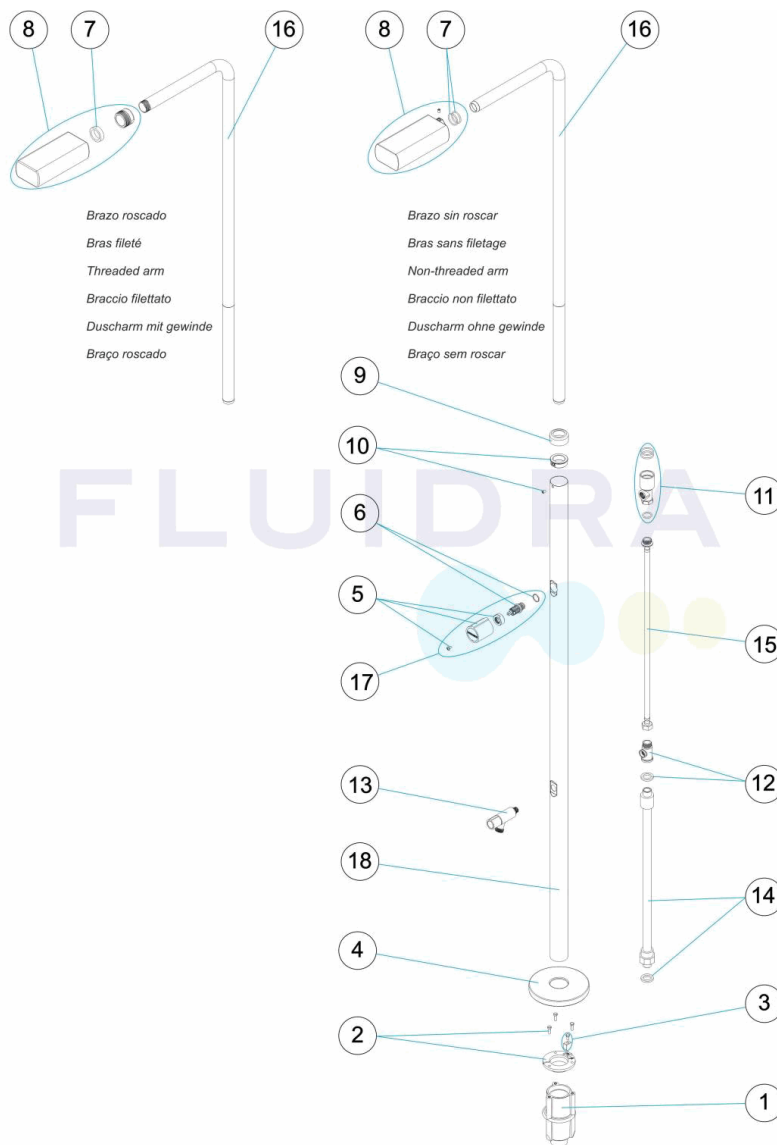 8 7 16 8 7 16
Brazo roscado
Bras fileté
Threaded arm
Braccio filettato
Duscharm mit gewinde
Braço roscado
Brazo sin roscar
Bras sans filetage
Non-threaded arm
Braccio non filettato
Duscharm ohne gewinde
Braço sem roscar
9
10
11
FLUIDRA
6
5
15
17
12
13
18
14
4
3
2
1